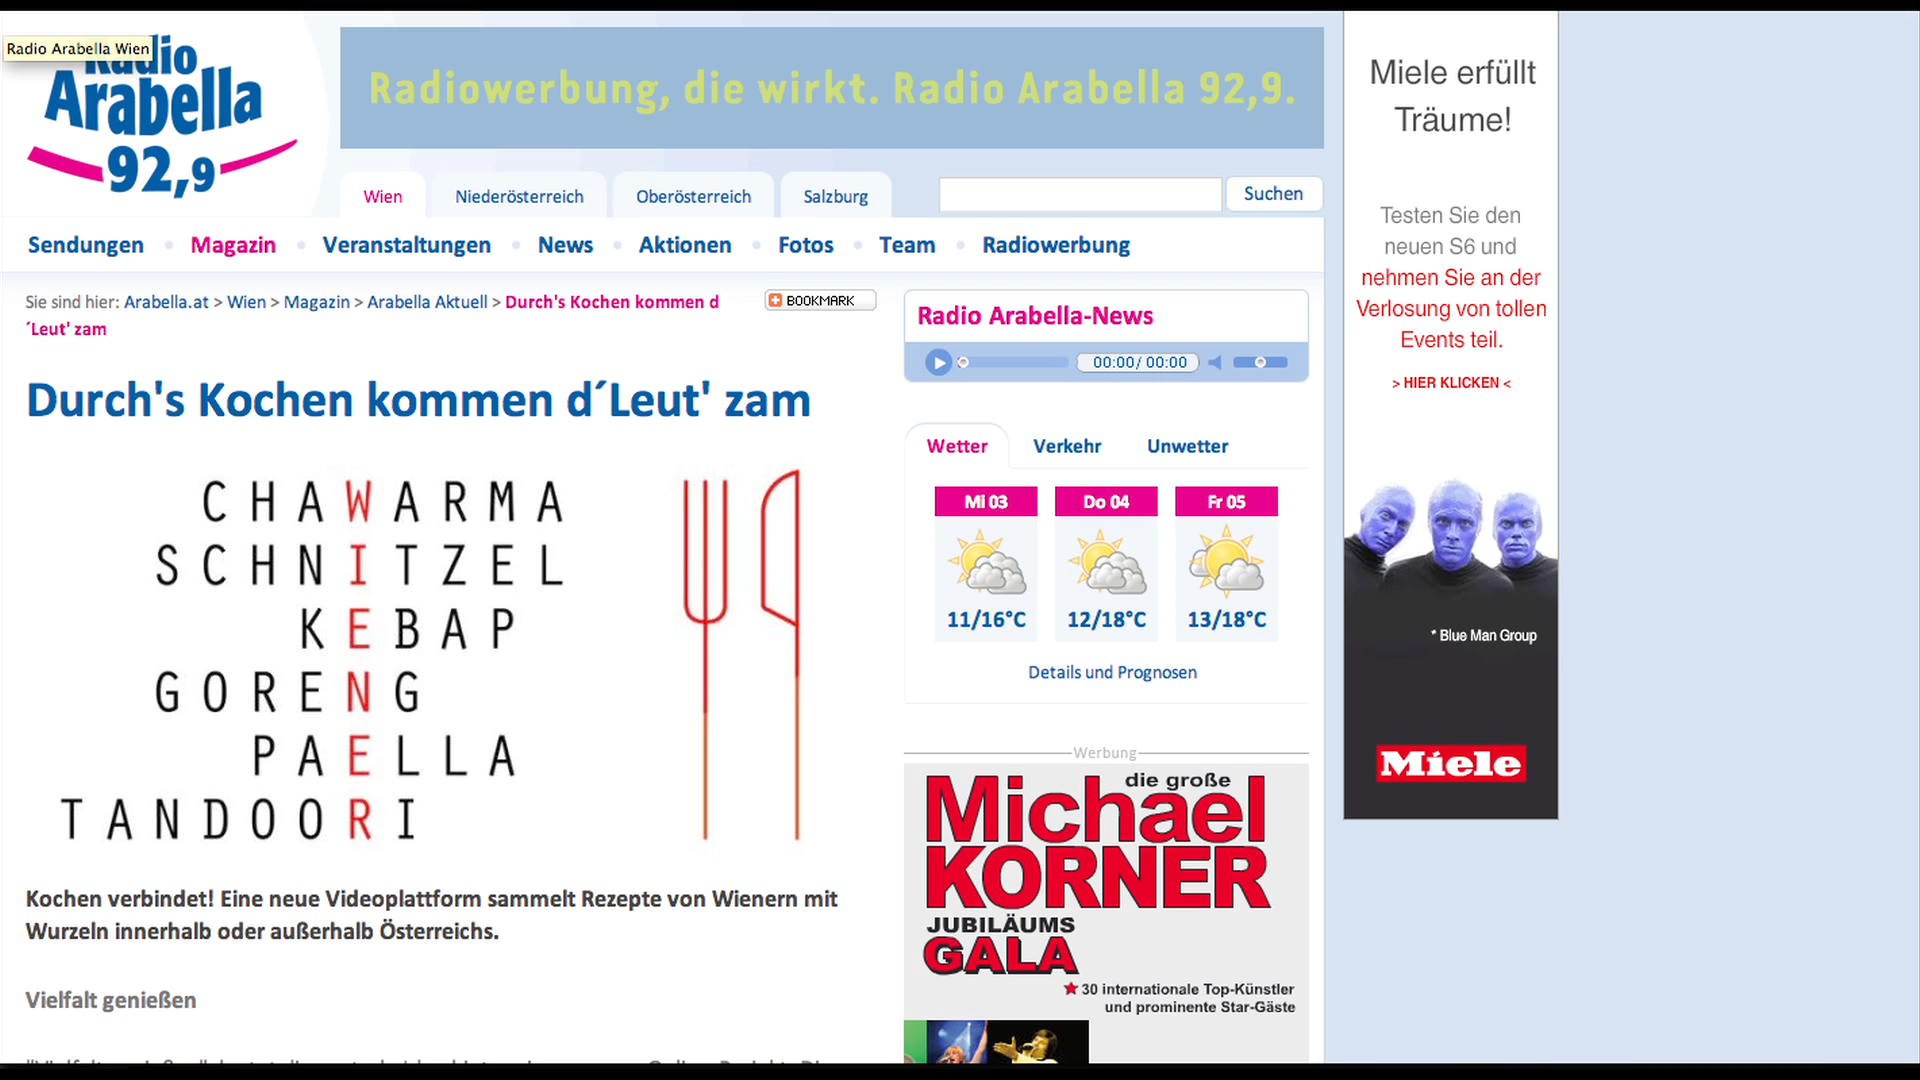 Radio Arabella Wien
Radio
Arabella
92,9
Radiowerbung, die wirkt. Radio Arabella 92,9.
Wien
Niederösterreich
Oberösterreich
Salzburg
Suchen
Sendungen
Magazin
Veranstaltungen
News
Aktionen
Fotos
Team
Radiowerbung
Sie sind hier: Arabella.at > Wien > Magazin > Arabella Aktuell > Durch's Kochen kommen d
´Leut' zam
BOOKMARK
Durch's Kochen kommen d´Leut' zam
CHAWARMA
SCHNITZEL
KEBAP
GORENG
PAELLA
TANDOORI
Kochen verbindet! Eine neue Videoplattform sammelt Rezepte von Wienern mit
Wurzeln innerhalb oder außerhalb Österreichs.
Vielfalt genießen
Radio Arabella-News
00:00/ 00:00
Wetter
Verkehr
Unwetter
Mi 03
Do 04
Fr 05
11/16°C
12/18°C
13/18°C
Details und Prognosen
Werbung
die große
Michael
KORNER
JUBILÄUMS
GALA
30 internationale Top-Künstler
und prominente Star-Gäste
Miele erfüllt
Träume!
Testen Sie den
neuen S6 und
nehmen Sie an der
Verlosung von tollen
Events teil.
> HIER KLICKEN <
* Blue Man Group
Miele